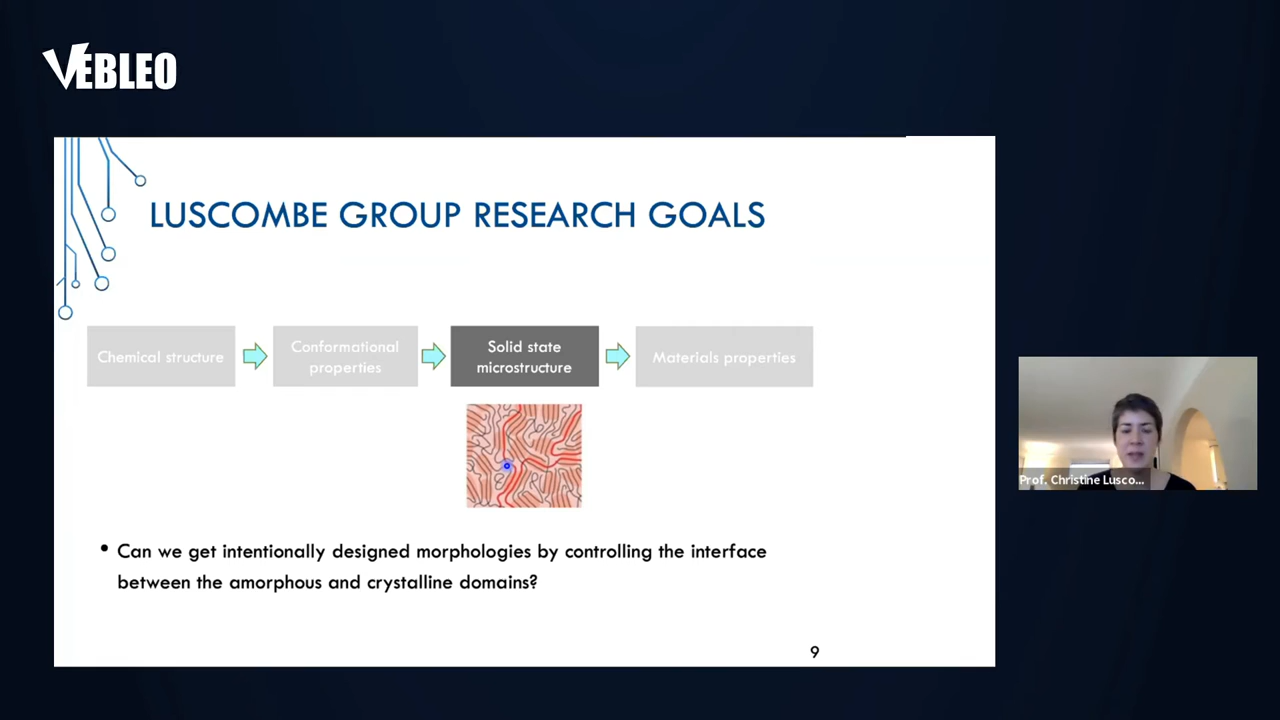 VEBLEO
LUSCOMBE GROUP RESEARCH GOALS
Chemical structure
Conformational
properties
Solid state
microstructure
Materials properties
• Can we get intentionally designed morphologies by controlling the interface
between the amorphous and crystalline domains?
9
Prof. Christine Lusco...